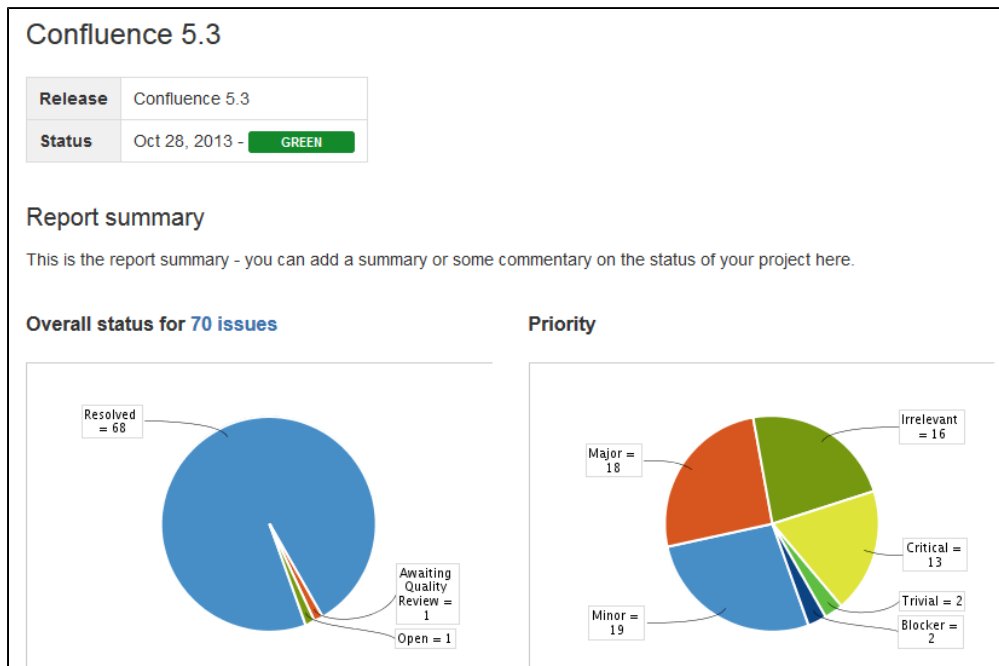 Confluence 5.3
Release Confluence 5.3
Status Oct 28, 2013 - GREEN
Report summary
This is the report summary - you can add a summary or some commentary on the status of your project here.
Overall status for 70 issues
Resolved
= 68
Awaiting
Quality
Review =
1
Open = 1
Priority
Irrelevant
= 16
Major =
18
Critical =
13
Trivial = 2
Blocker =
2
Minor =
19